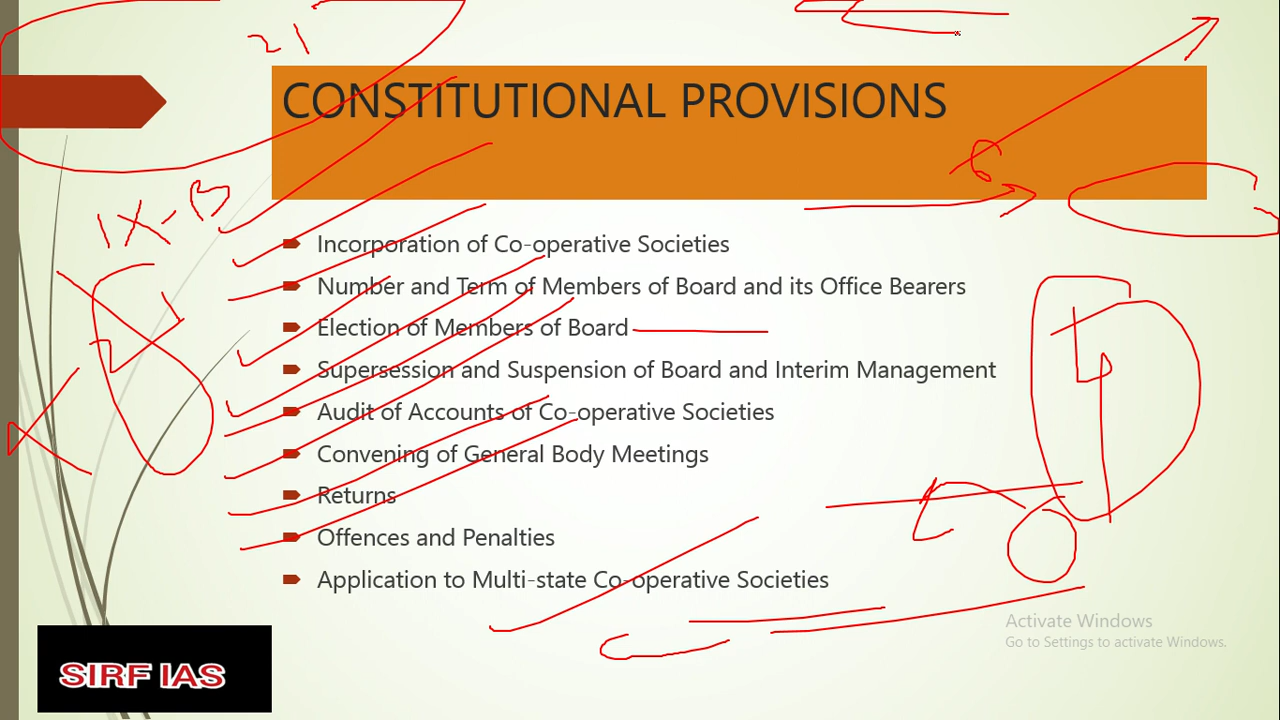 21
CONSTITUTIONAL PROVISIONS
IX-B
Incorporation of Co-operative Societies
Number and Term of Members of Board and its Office Bearers
Election of Members of Board
Supersession and Suspension of Board and Interim Management
Audit of Accounts of Co-operative Societies
Convening of General Body Meetings
Returns
Offences and Penalties
Application to Multi-state Co-operative Societies
Activate Windows
Go to Settings to activate Windows.
SIRF IAS